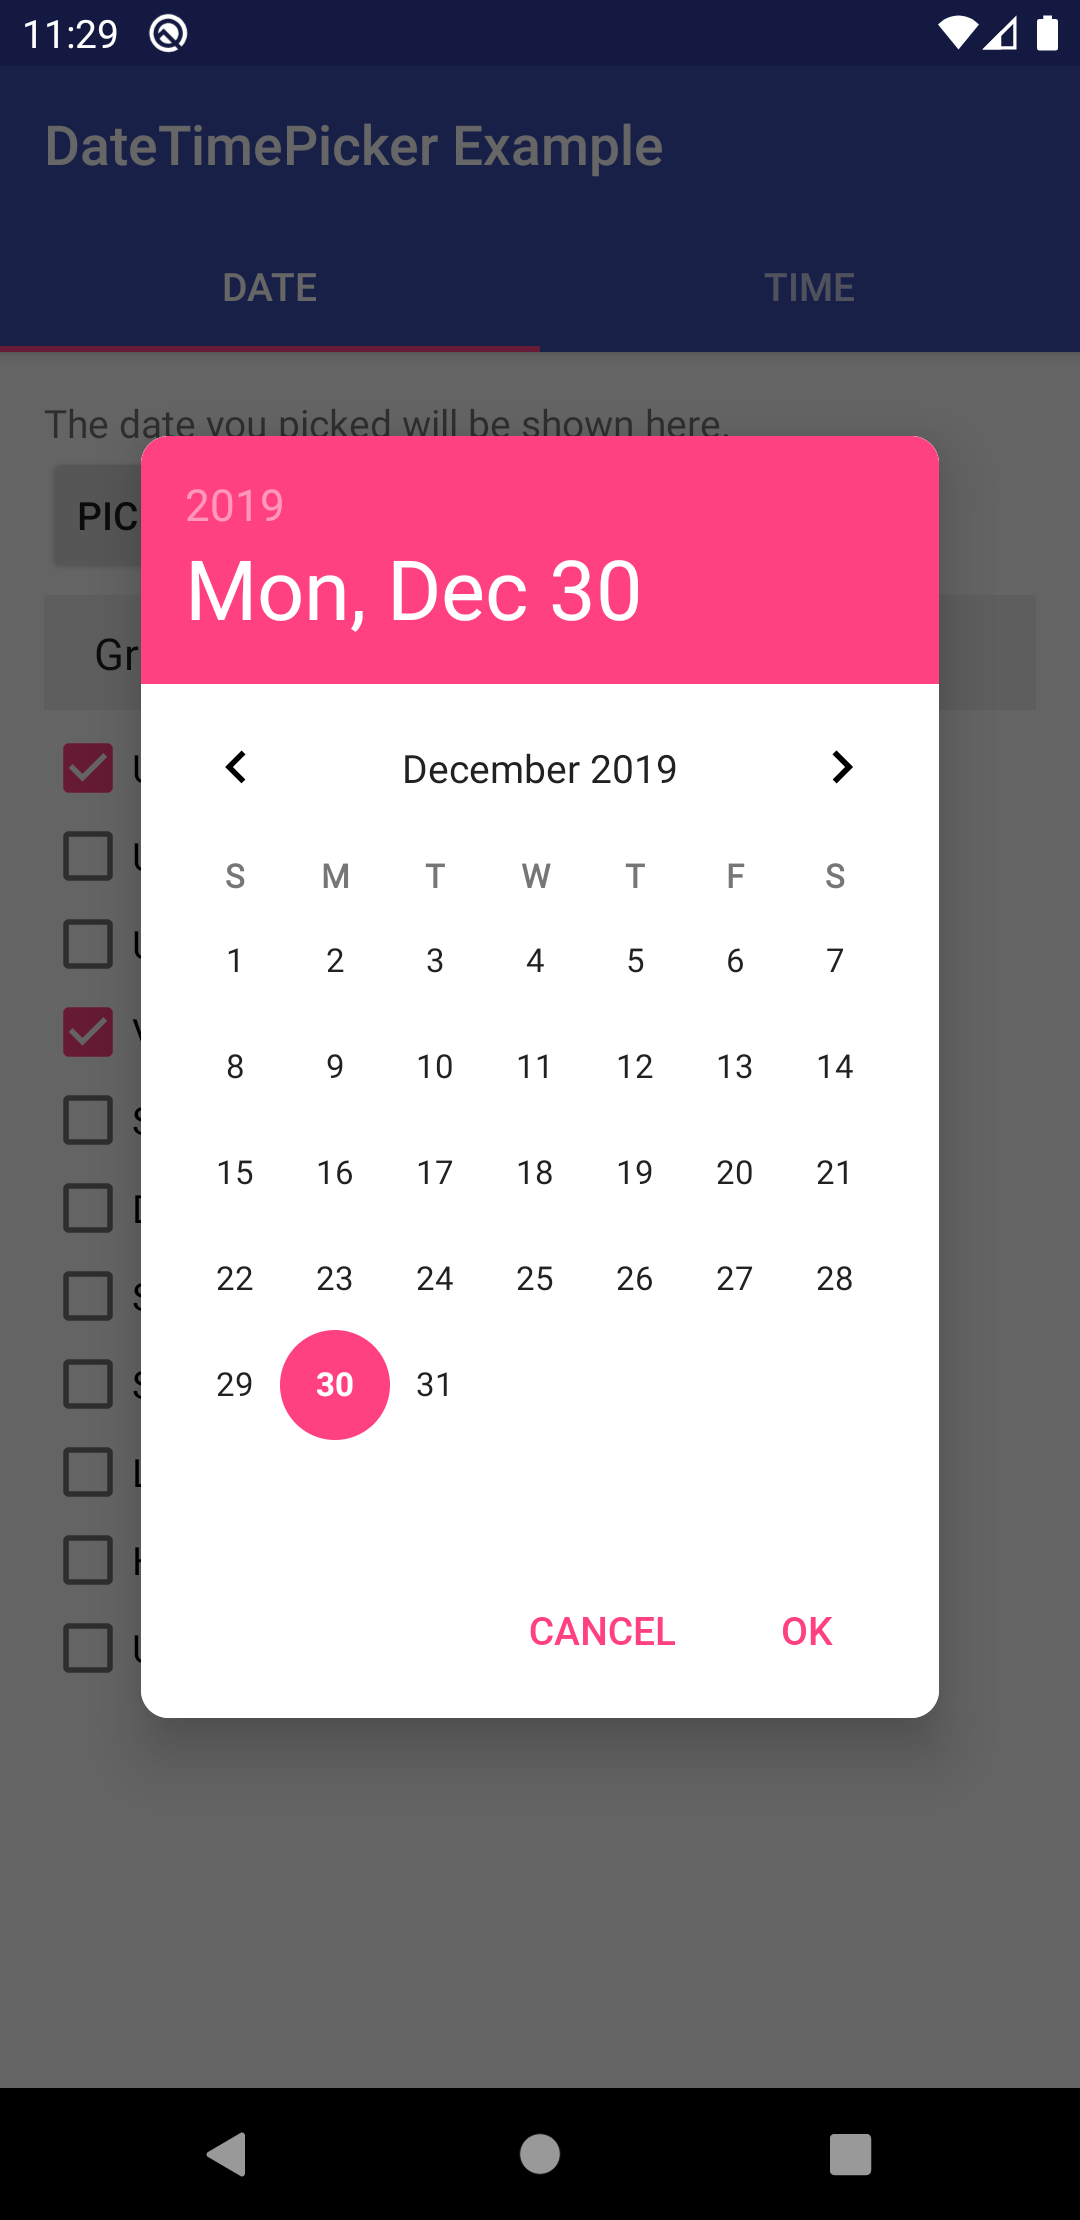 11:29
DateTimePicker Example
DATE TIME
The date you picked will be shown here.
2019
Mon, Dec 30
December 2019
S M T W T F S
1 2 3 4 5 6 7
8 9 10 11 12 13 14
15 16 17 18 19 20 21
22 23 24 25 26 27 28
29 30 31
CANCEL OK